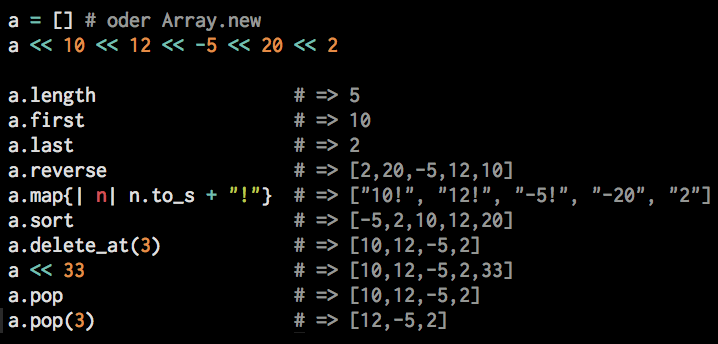 a = [] # oder Array.new
a << 10 << 12 << -5 << 20 << 2
a.length # => 5
a.first # => 10
a.last # => 2
a.reverse # => [2,20,-5,12,10]
a.map{| n| n.to_s + "!"} # => ["10!", "12!", "-5!", "-20", "2"]
a.sort # => [-5,2,10,12,20]
a.delete_at(3) # => [10,12,-5,2]
a << 33 # => [10,12,-5,2,33]
a.pop # => [10,12,-5,2]
a.pop(3) # => [12,-5,2]